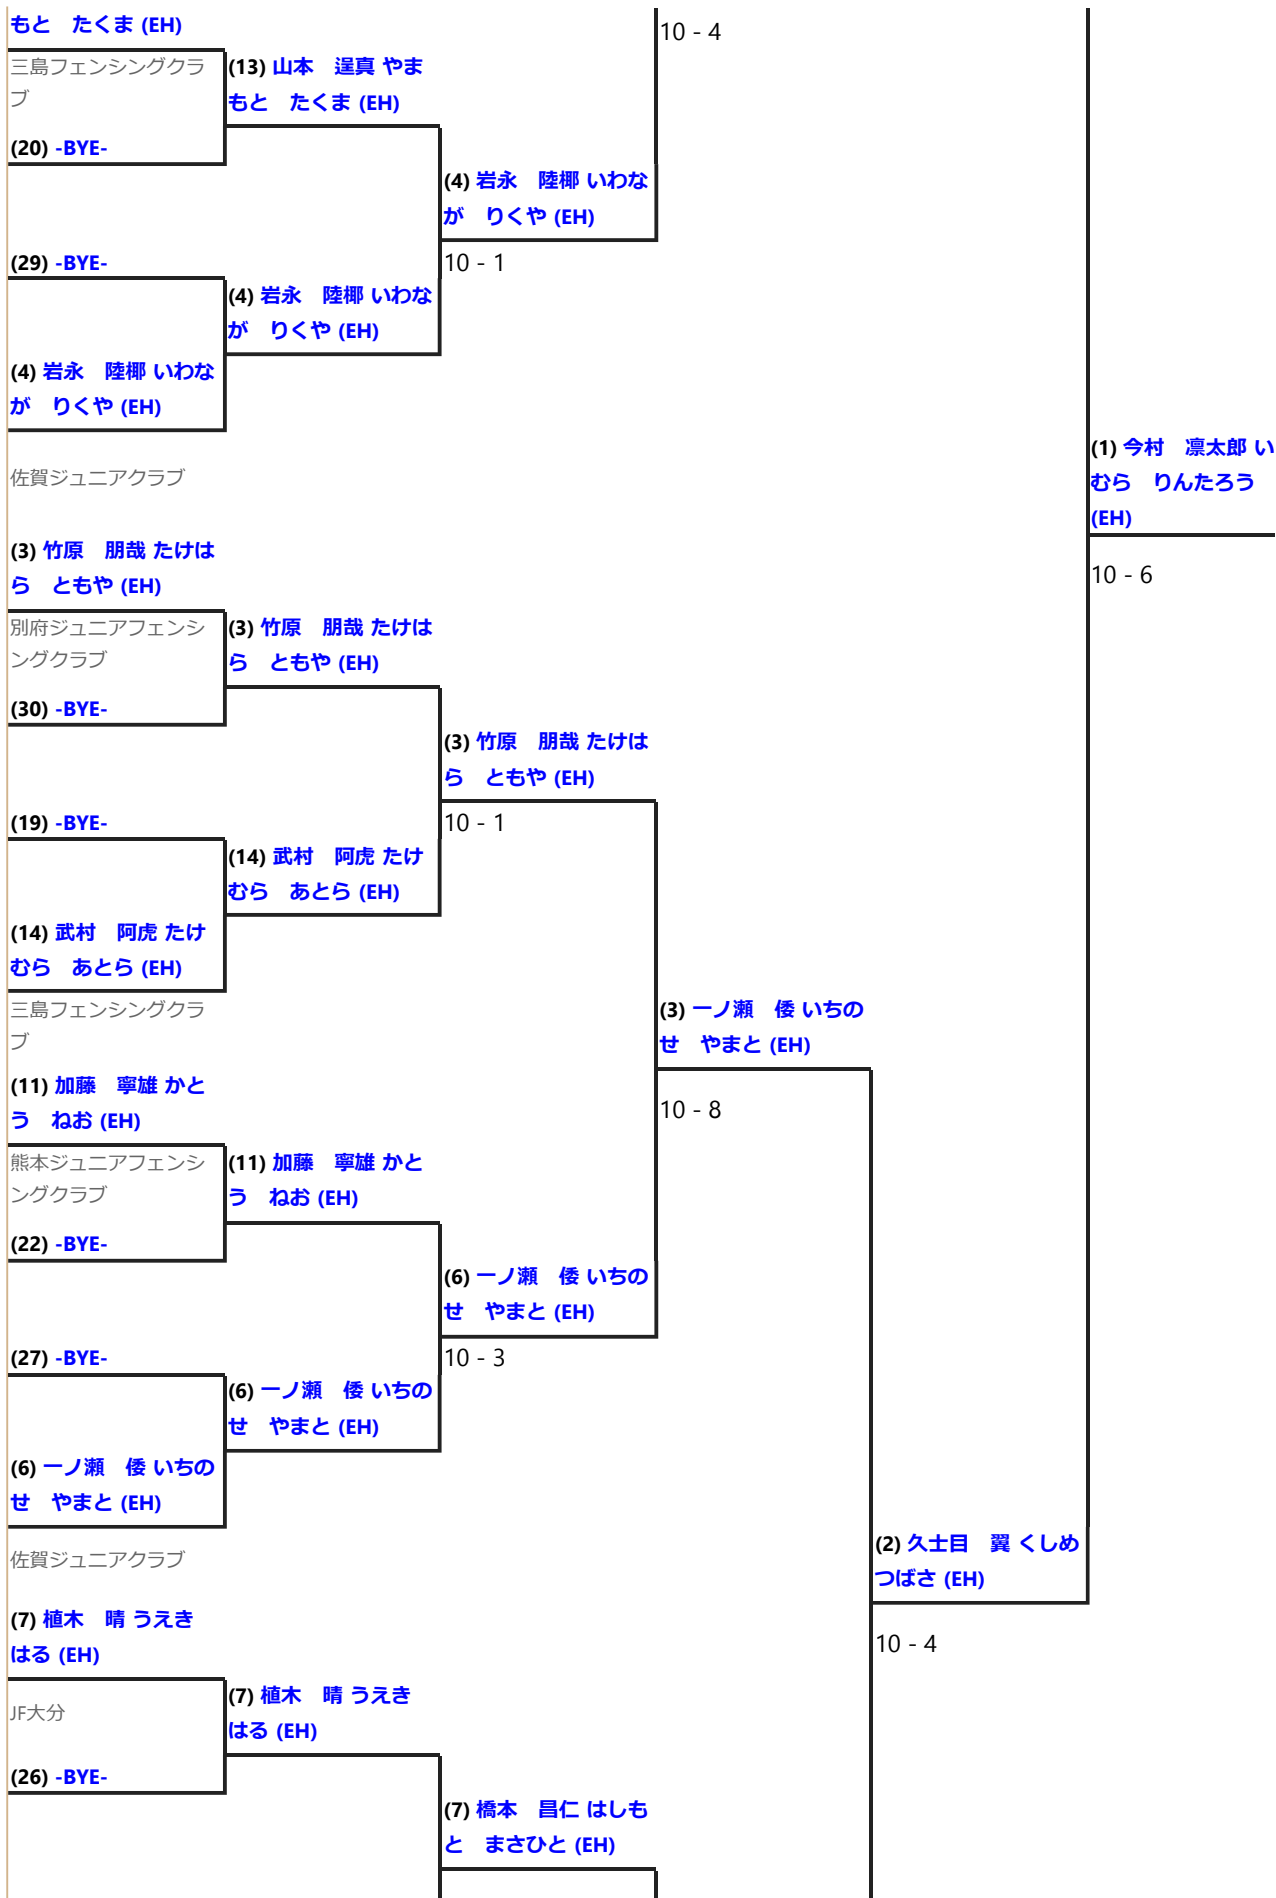 もと　たくま (EH)
三島フェンシングクラ
ブ
(20) -BYE-
(13) 山本　逞真 やま
もと　たくま (EH)
(29) -BYE-
(4) 岩永　陸椰 いわな
が　りくや (EH)
佐賀ジュニアクラブ
(4) 岩永　陸椰 いわな
が　りくや (EH)
(4) 岩永　陸椰 いわな
が　りくや (EH)
10 - 1
10 - 4
(3) 竹原　朋哉 たけは
ら　ともや (EH)
別府ジュニアフェンシ
ングクラブ
(30) -BYE-
(3) 竹原　朋哉 たけは
ら　ともや (EH)
(19) -BYE-
(14) 武村　阿虎 たけ
むら　あとら (EH)
三島フェンシングクラ
ブ
(14) 武村　阿虎 たけ
むら　あとら (EH)
(3) 竹原　朋哉 たけは
ら　ともや (EH)
10 - 1
(11) 加藤　寧雄 かと
う　ねお (EH)
熊本ジュニアフェンシ
ングクラブ
(22) -BYE-
(11) 加藤　寧雄 かと
う　ねお (EH)
(27) -BYE-
(6) 一ノ瀬　倭 いちの
せ　やまと (EH)
佐賀ジュニアクラブ
(6) 一ノ瀬　倭 いちの
せ　やまと (EH)
(6) 一ノ瀬　倭 いちの
せ　やまと (EH)
10 - 3
(3) 一ノ瀬　倭 いちの
せ　やまと (EH)
10 - 8
(7) 植木　晴 うえき
はる (EH)
JF大分
(26) -BYE-
(7) 植木　晴 うえき
はる (EH)
(7) 橋本　昌仁 はしも
と　まさひと (EH)
(2) 久士目　翼 くしめ
つばさ (EH)
10 - 4
(1) 今村　凛太郎 い
むら　りんたろう
(EH)
10 - 6